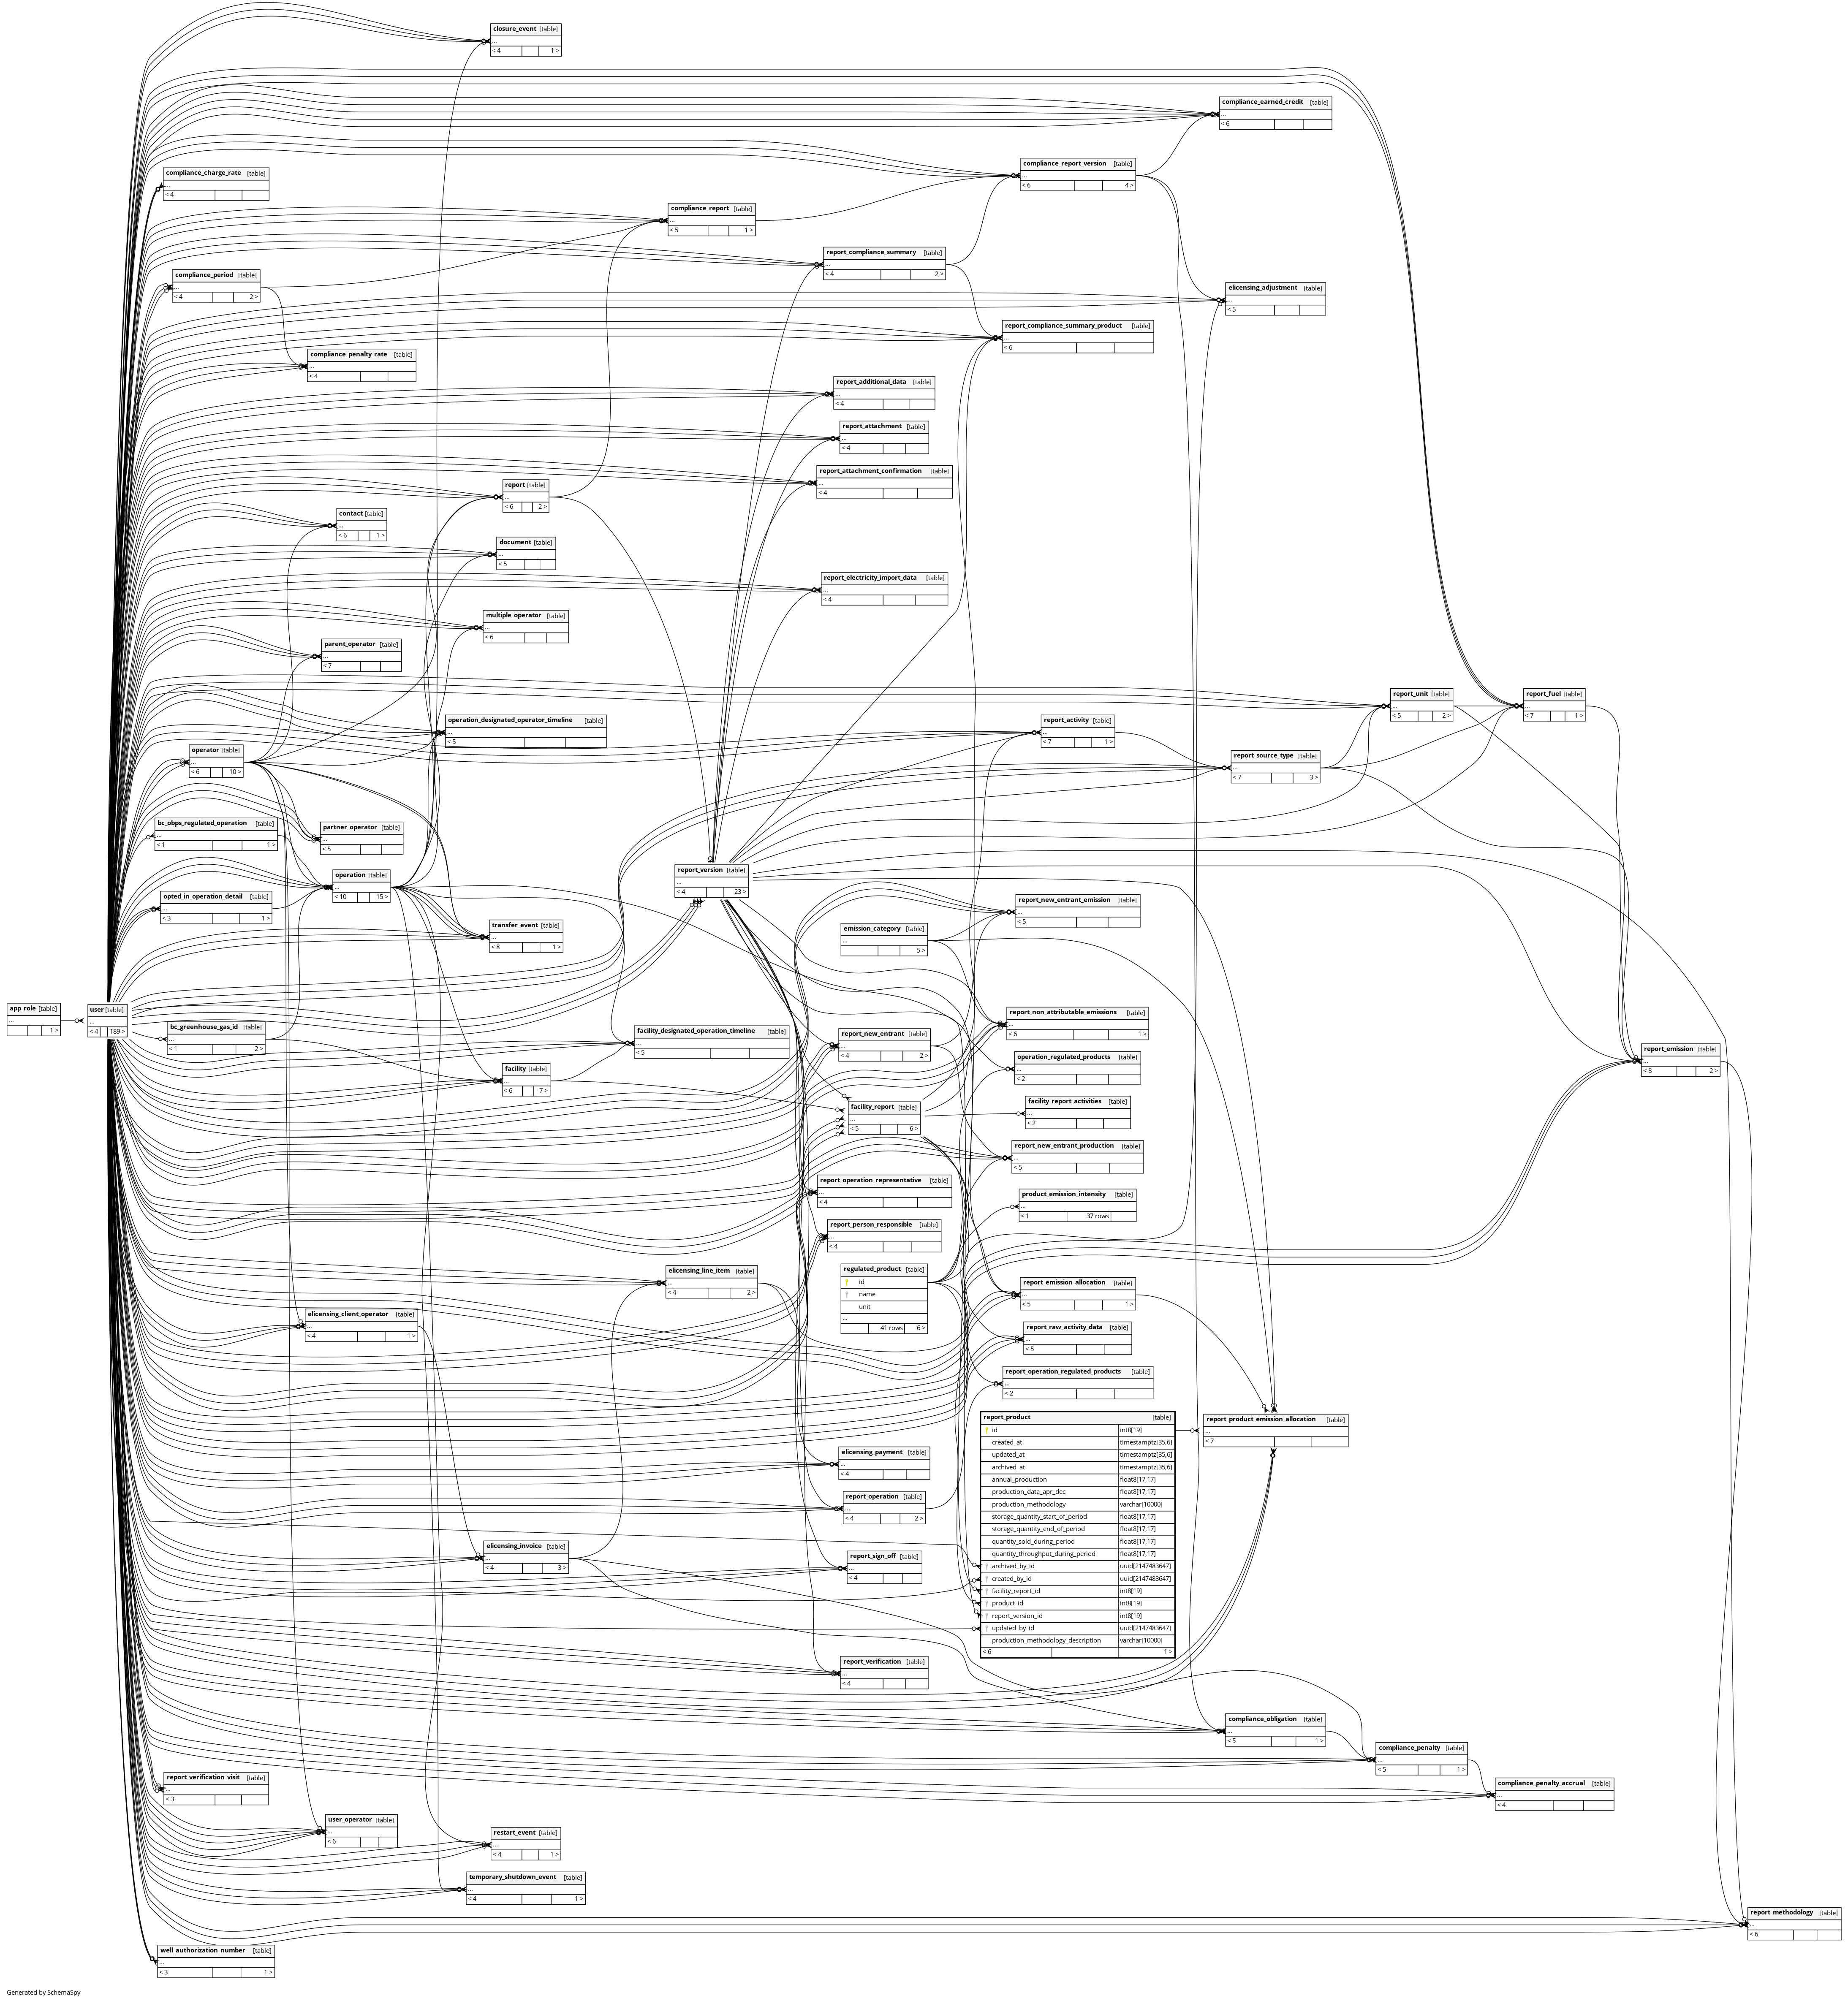 closure_event [table]
...
< 4 1 >
compliance_earned_credit [table]
...
< 6
compliance_report_version [table]
...
< 6 4 >
compliance_charge_rate [table]
...
< 4
compliance_report [table]
...
< 5 1 >
report_compliance_summary [table]
...
< 4 2 >
compliance_period [table]
...
< 4 2 >
elicensing_adjustment [table]
...
< 5
report_compliance_summary_product [table]
...
< 6
compliance_penalty_rate [table]
...
< 4
report_additional_data [table]
...
< 4
report_attachment [table]
...
< 4
report_attachment_confirmation [table]
...
< 4
report [table]
...
< 6 2 >
contact [table]
...
< 6 1 >
document [table]
...
< 5
report_electricity_import_data [table]
...
< 4
multiple_operator [table]
...
< 6
parent_operator [table]
...
< 7
report_unit [table]
...
< 5 2 >
report_fuel [table]
...
< 7 1 >
operation_designated_operator_timeline [table]
...
< 5
report_activity [table]
...
< 7 1 >
operator [table]
...
< 6 10 >
report_source_type [table]
...
< 7 3 >
bc_obps_regulated_operation [table]
...
< 1 1 >
partner_operator [table]
...
< 5
operation [table]
...
< 10 15 >
report_version [table]
...
< 4 23 >
opted_in_operation_detail [table]
...
< 3 1 >
report_new_entrant_emission [table]
...
< 5
transfer_event [table]
...
< 8 1 >
emission_category [table]
...
5 >
app_role [table]
...
1 >
user [table]
...
< 4 189 >
bc_greenhouse_gas_id [table]
...
< 1 2 >
facility_designated_operation_timeline [table]
...
< 5
report_new_entrant [table]
...
< 4 2 >
report_non_attributable_emissions [table]
...
< 6 1 >
report_emission [table]
...
< 8 2 >
operation_regulated_products [table]
...
< 2
facility [table]
...
< 6 7 >
facility_report [table]
...
< 5 6 >
facility_report_activities [table]
...
< 2
report_new_entrant_production [table]
...
< 5
report_operation_representative [table]
...
< 4
product_emission_intensity [table]
...
< 1 37 rows
report_person_responsible [table]
...
< 4
elicensing_line_item [table]
...
< 4 2 >
regulated_product [table]
id
name
unit
...
41 rows 6 >
report_emission_allocation [table]
...
< 5 1 >
elicensing_client_operator [table]
...
< 4 1 >
report_raw_activity_data [table]
...
< 5
report_operation_regulated_products [table]
...
< 2
report_product [table]
id int8[19]
created_at timestamptz[35,6]
updated_at timestamptz[35,6]
archived_at timestamptz[35,6]
annual_production float8[17,17]
production_data_apr_dec float8[17,17]
production_methodology varchar[10000]
storage_quantity_start_of_period float8[17,17]
storage_quantity_end_of_period float8[17,17]
quantity_sold_during_period float8[17,17]
quantity_throughput_during_period float8[17,17]
archived_by_id uuid[2147483647]
created_by_id uuid[2147483647]
facility_report_id int8[19]
product_id int8[19]
report_version_id int8[19]
updated_by_id uuid[2147483647]
production_methodology_description varchar[10000]
< 6 1 >
report_product_emission_allocation [table]
...
< 7
elicensing_payment [table]
...
< 4
report_operation [table]
...
< 4 2 >
elicensing_invoice [table]
...
< 4 3 >
report_sign_off [table]
...
< 4
report_verification [table]
...
< 4
compliance_obligation [table]
...
< 5 1 >
compliance_penalty [table]
...
< 5 1 >
report_verification_visit [table]
...
< 3
compliance_penalty_accrual [table]
...
< 4
user_operator [table]
...
< 6
restart_event [table]
...
< 4 1 >
temporary_shutdown_event [table]
...
< 4 1 >
report_methodology [table]
...
< 6
well_authorization_number [table]
...
< 3 1 >
Generated by SchemaSpy